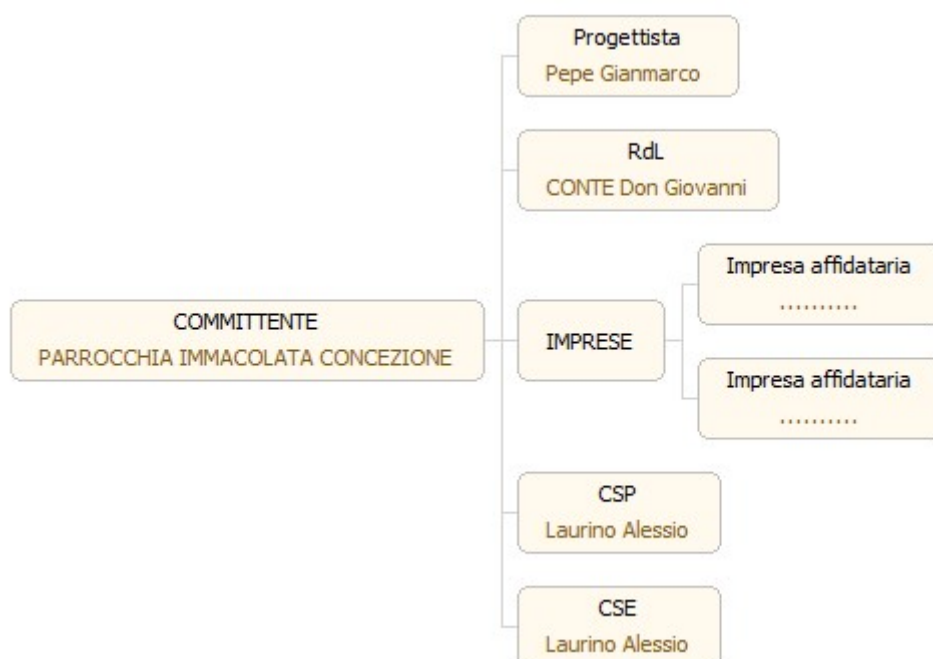 Progettista
Pepe Gianmarco
RdL
CONTE Don Giovanni
Impresa affidataria
..........
COMMITTENTE
PARROCCHIA IMMACOLATA CONCEZIONE
IMPRESE
Impresa affidataria
..........
CSP
Laurino Alessio
CSE
Laurino Alessio